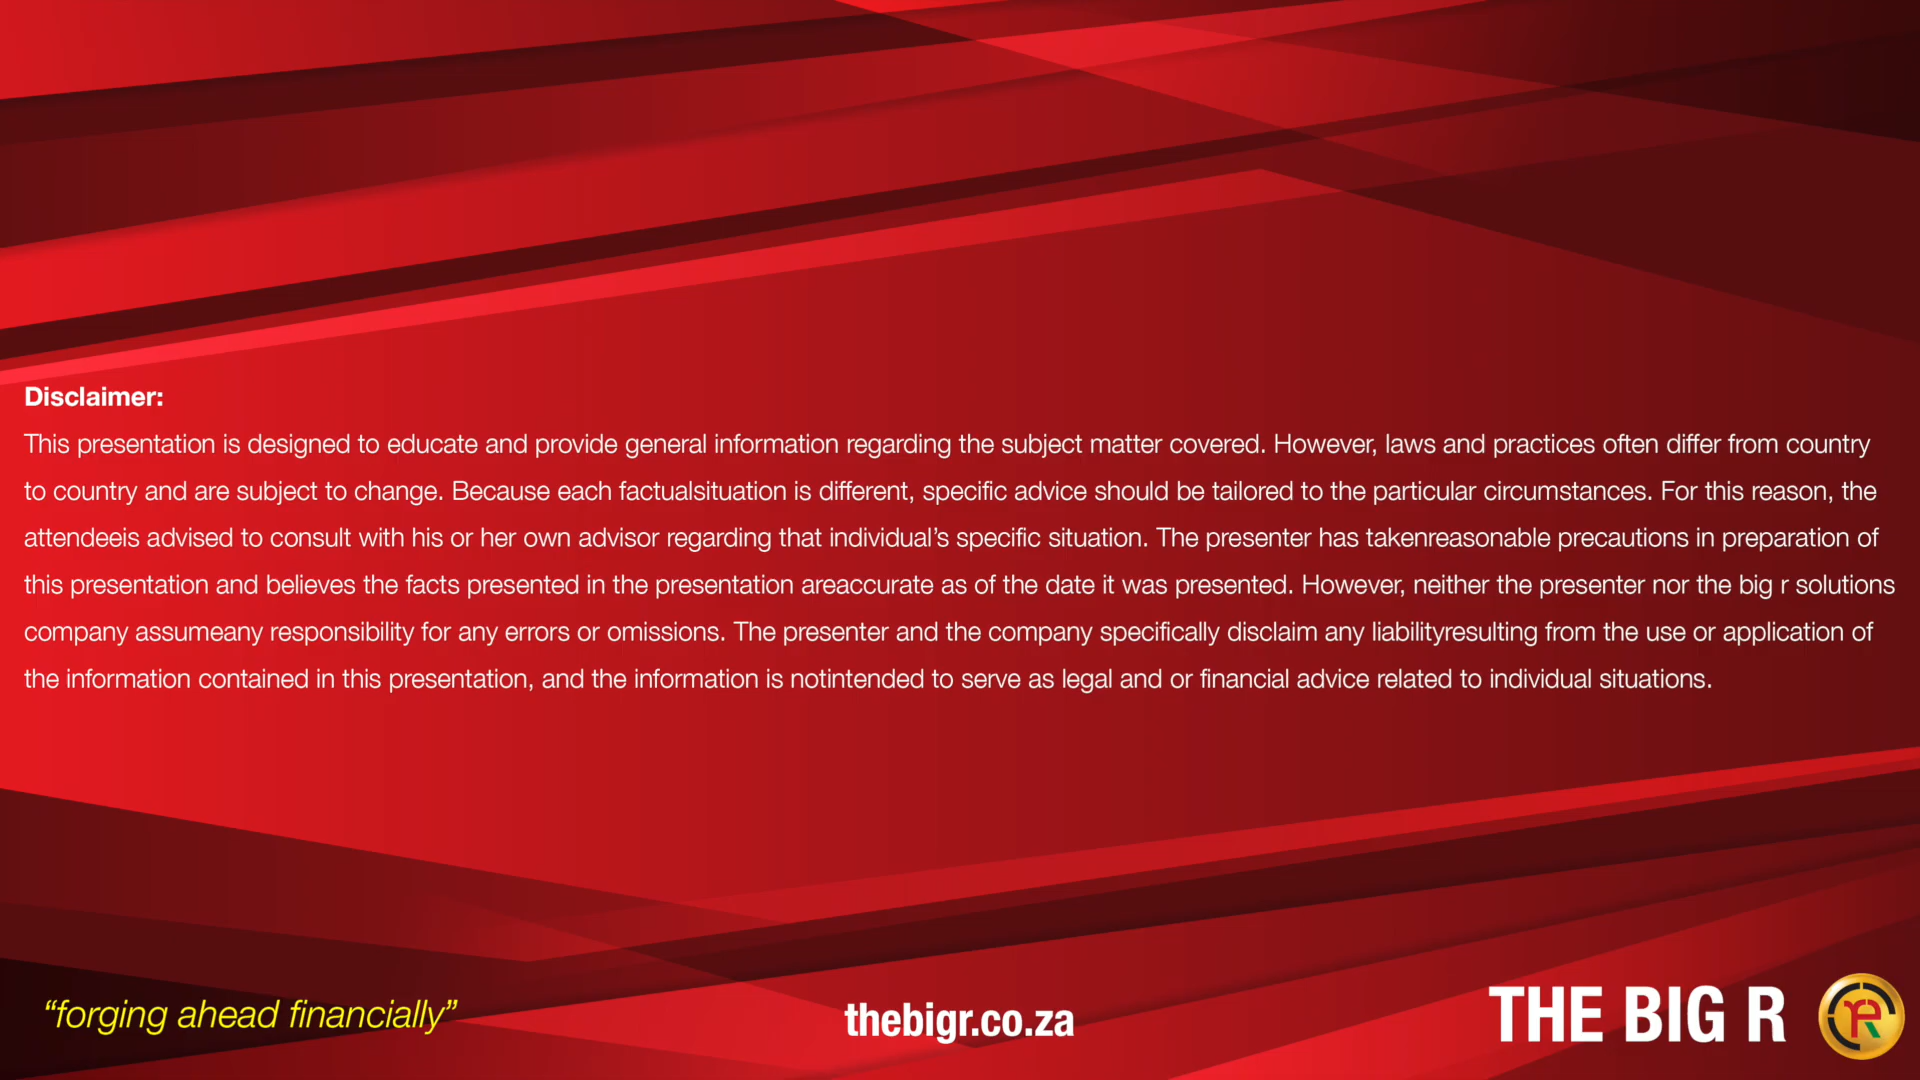 Disclaimer:
This presentation is designed to educate and provide general information regarding the subject matter covered. However, laws and practices often differ from country
to country and are subject to change. Because each factualsituation is different, specific advice should be tailored to the particular circumstances. For this reason, the
attendeeis advised to consult with his or her own advisor regarding that individual’s specific situation. The presenter has takenreasonable precautions in preparation of
this presentation and believes the facts presented in the presentation areaccurate as of the date it was presented. However, neither the presenter nor the big r solutions
company assumeany responsibility for any errors or omissions. The presenter and the company specifically disclaim any liabilityresulting from the use or application of
the information contained in this presentation, and the information is notintended to serve as legal and or financial advice related to individual situations.
“forging ahead financially”
thebigr.co.za
THE BIG R
R